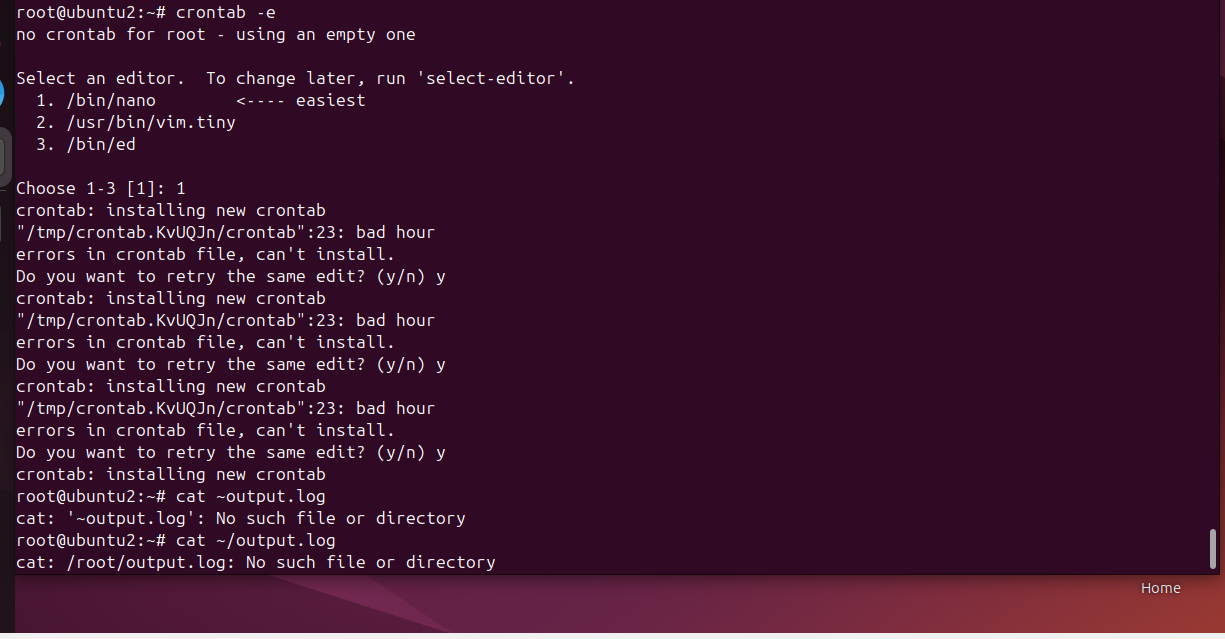 root@ubuntu2:~# crontab -e
no crontab for root - using an empty one
Select an editor.  To change later, run 'select-editor'.
  1. /bin/nano        <---- easiest
  2. /usr/bin/vim.tiny
  3. /bin/ed
Choose 1-3 [1]: 1
crontab: installing new crontab
"/tmp/crontab.KvUQJn/crontab":23: bad hour
errors in crontab file, can't install.
Do you want to retry the same edit? (y/n) y
crontab: installing new crontab
"/tmp/crontab.KvUQJn/crontab":23: bad hour
errors in crontab file, can't install.
Do you want to retry the same edit? (y/n) y
crontab: installing new crontab
"/tmp/crontab.KvUQJn/crontab":23: bad hour
errors in crontab file, can't install.
Do you want to retry the same edit? (y/n) y
crontab: installing new crontab
root@ubuntu2:~# cat ~output.log
cat: '~output.log': No such file or directory
root@ubuntu2:~# cat ~/output.log
cat: /root/output.log: No such file or directory
Home